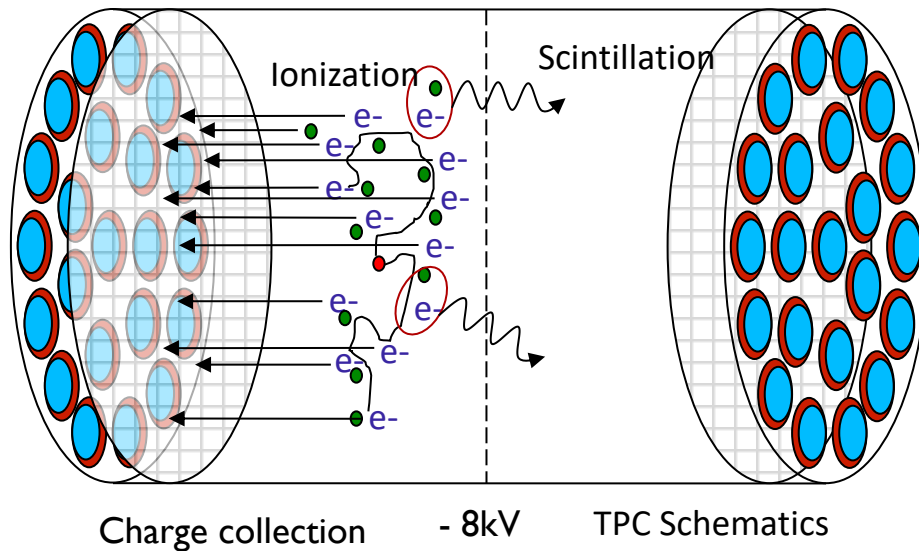 Ionization
Scintillation
e-
e-
e-
e-
e-
e-
e-
e-
e-
e-
e-
e-
e-
Charge collection
- 8kV
TPC Schematics